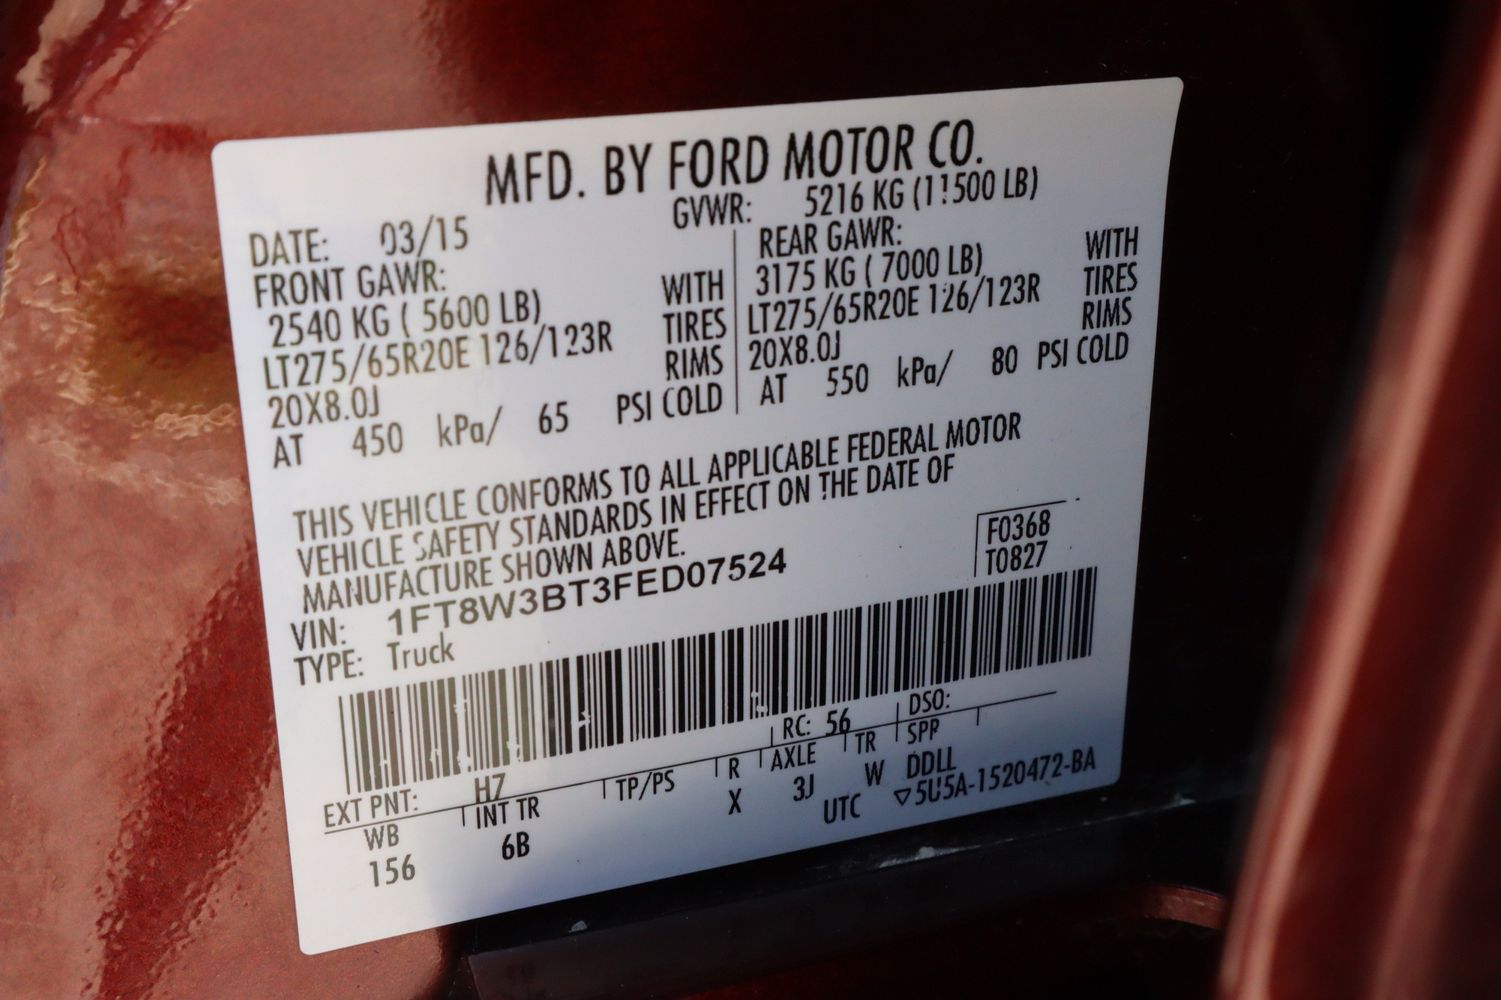 MFD. BY FORD MOTOR CO.
DATE: 03/15 GVWR: 5216 KG (11500 LB)
FRONT GAWR:
2540 KG ( 5600 LB) WITH
LT275/65R20E 126/123R TIRES
20X8.0J RIMS
AT 450 kPa/ 65 PSI COLD
REAR GAWR: WITH
3175 KG ( 7000 LB) TIRES
LT275/65R20E 126/123R RIMS
20X8.0J
AT 550 kPa/ 80 PSI COLD
THIS VEHICLE CONFORMS TO ALL APPLICABLE FEDERAL MOTOR
VEHICLE SAFETY STANDARDS IN EFFECT ON THE DATE OF
MANUFACTURE SHOWN ABOVE.
F0368
T0827
VIN: 1FT8W3BT3FED07524
TYPE: Truck
EXT PNT: H7 RC: 56 DSO:
WB INT TR TP/PS R AXLE TR SPR
156 6B X 3J W DDLL
UTC ▽5U5A-1520472-BA